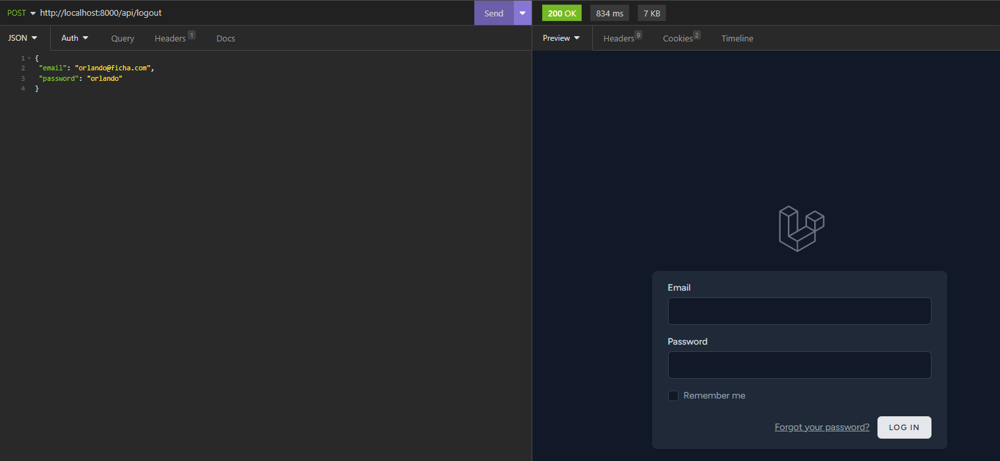 POST http://localhost:8000/api/logout Send 200 OK 834 ms 7 KB
JSON Auth Query Headers 1 Docs Preview Headers 9 Cookies 2 Timeline
1 {
2 "email": "orlando@ficha.com",
3 "password": "orlando"
4 }
Email
Password
Remember me
Forgot your password? LOG IN